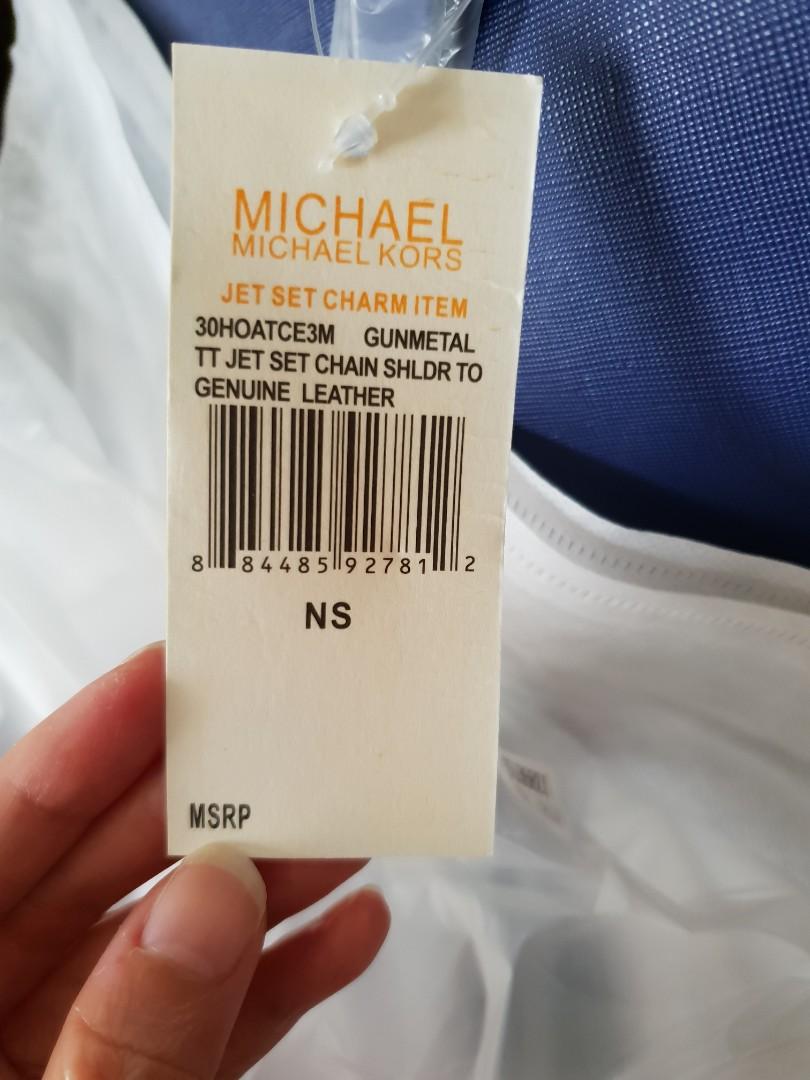 MICHAEL
MICHAEL KORS
JET SET CHARM ITEM
30HOATCE3M GUNMETAL
TT JET SET CHAIN SHLDR TO
GENUINE LEATHER
8 84485 92781 2
NS
MSRP